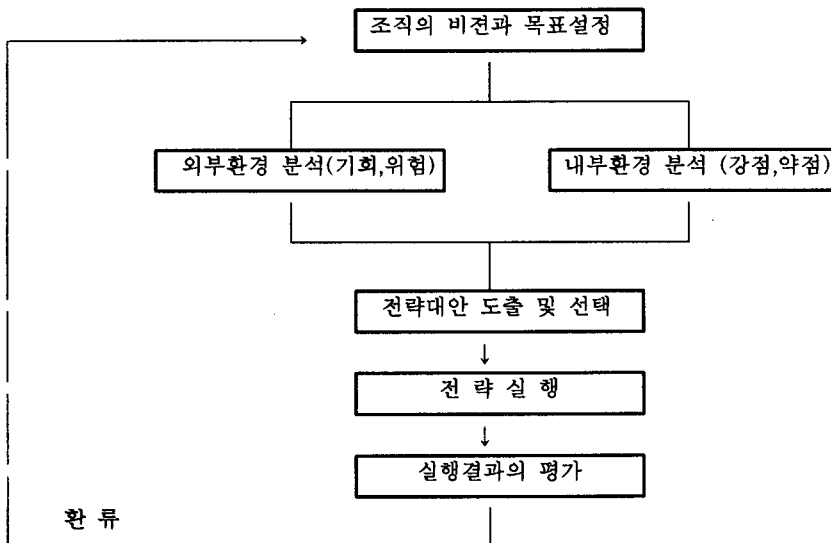 조직의 비젼과 목표설정
외부환경 분석(기회,위험)
내부환경 분석 (강점,약점)
전략대안 도출 및 선택
전 략 실 행
실행결과의 평가
환 류